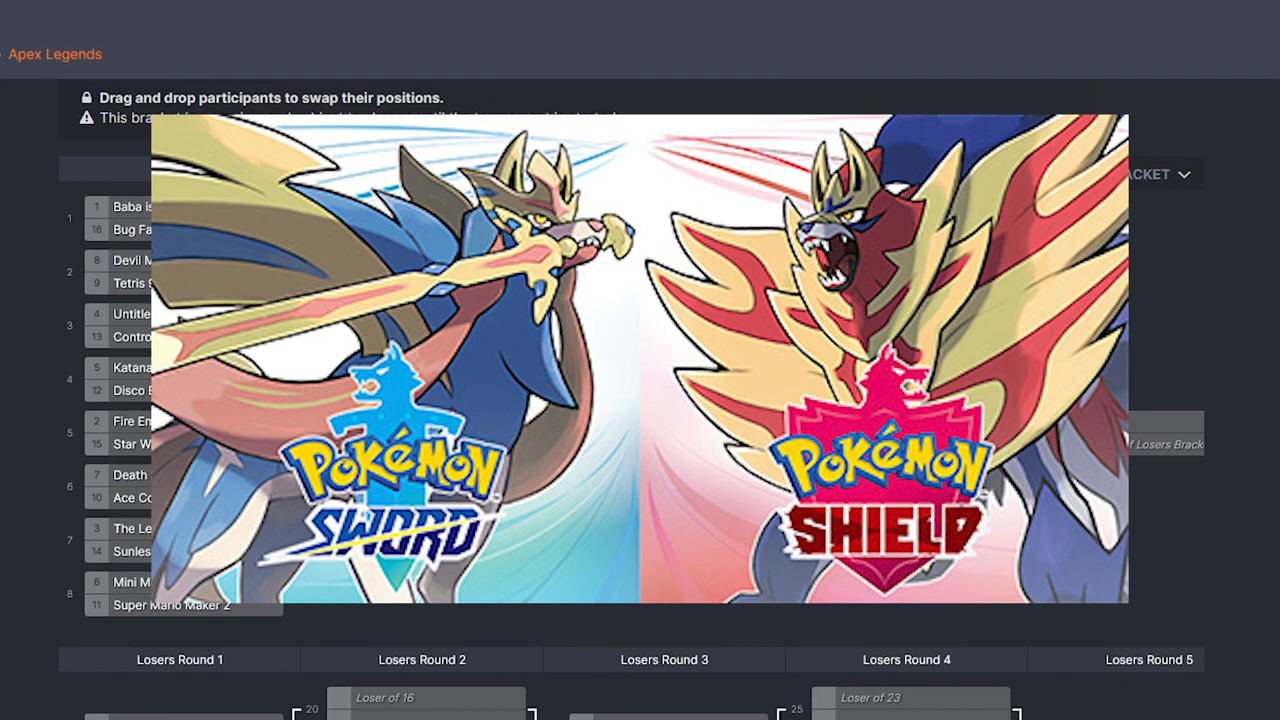 Apex Legends
Drag and drop participants to swap their positions.
This
ACKET
1
1 Baba is
16 Bug Fa
2
8 Devil M
9 Tetris
3
4 Untitle
13 Contro
4
5 Katana
12 Disco E
5
2 Fire Em
15 Star W
6
7 Death
10 Ace Co
7
3 The Le
14 Sunles
8
6 Mini M
11 Super Mario Maker 2
POKéMON
SWORD
POKéMON
SHIELD
f Losers Brack
Losers Round 1
Losers Round 2
Losers Round 3
Losers Round 4
Losers Round 5
20
Loser of 16
25
Loser of 23